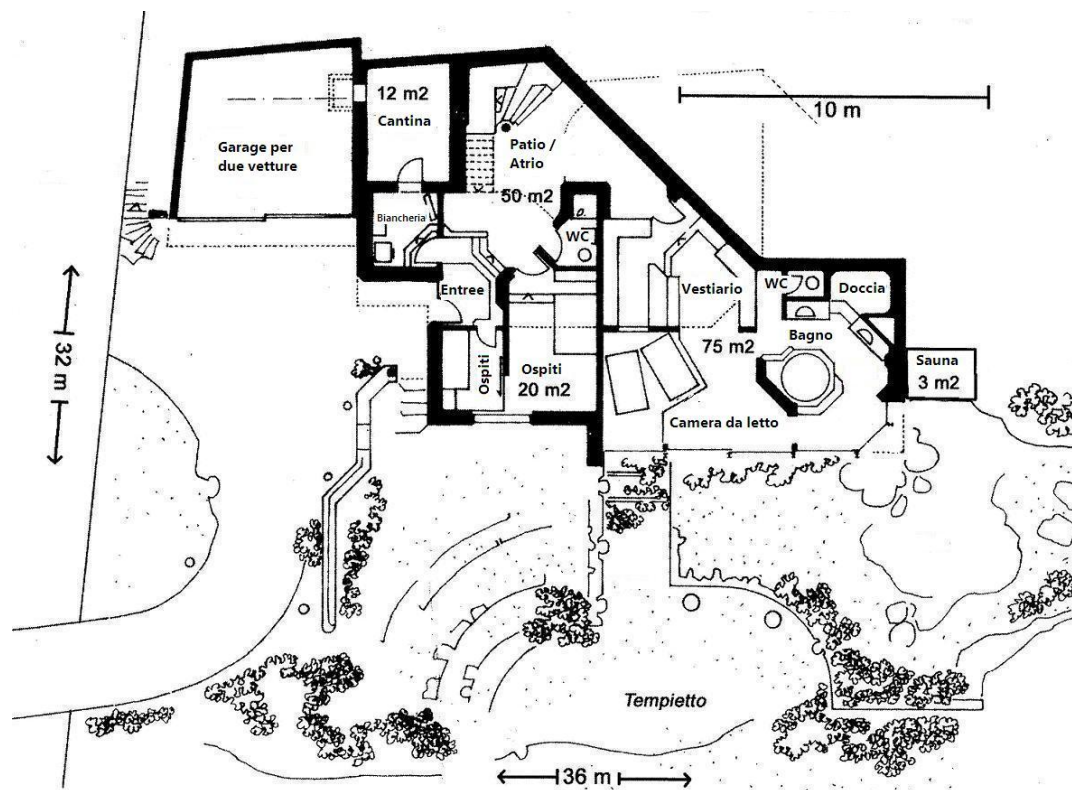 12 m2
Cantina
10 m
Garage per
due vetture
Patio /
Atrio
50 m2
Biancheria
WC
Entree
Vestiario
WC
Doccia
Bagno
75 m2
32 m
Ospiti
Ospiti
20 m2
Sauna
3 m2
Camera da letto
Tempietto
36 m